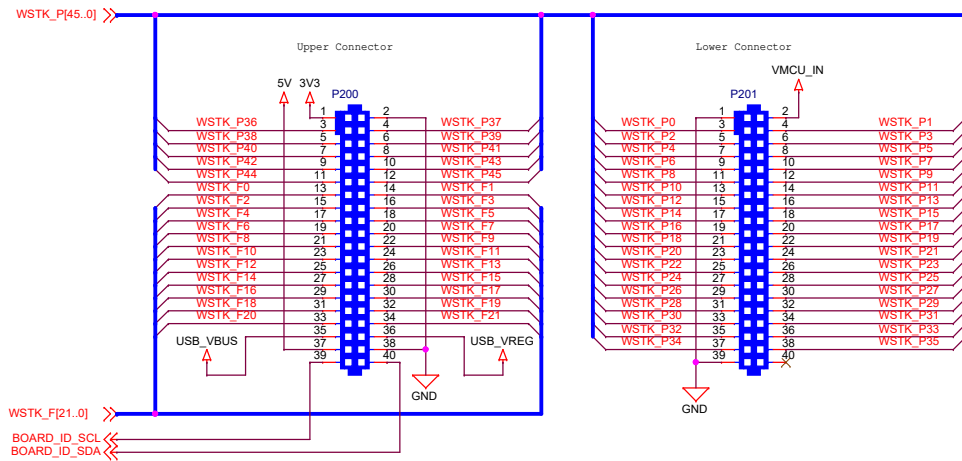 WSTK_P[45..0]
Upper Connector
Lower Connector
5V 3V3 P200
P201 VMCU_IN
1 2 1 2
WSTK_P36 3 4 WSTK_P37 WSTK_P0 3 4 WSTK_P1
WSTK_P38 5 6 WSTK_P39 WSTK_P2 5 6 WSTK_P3
WSTK_P40 7 8 WSTK_P41 WSTK_P4 7 8 WSTK_P5
WSTK_P42 9 10 WSTK_P43 WSTK_P6 9 10 WSTK_P7
WSTK_P44 11 12 WSTK_P45 WSTK_P8 11 12 WSTK_P9
WSTK_F0 13 14 WSTK_F1 WSTK_P10 13 14 WSTK_P11
WSTK_F2 15 16 WSTK_F3 WSTK_P12 15 16 WSTK_P13
WSTK_F4 17 18 WSTK_F5 WSTK_P14 17 18 WSTK_P15
WSTK_F6 19 20 WSTK_F7 WSTK_P16 19 20 WSTK_P17
WSTK_F8 21 22 WSTK_F9 WSTK_P18 21 22 WSTK_P19
WSTK_F10 23 24 WSTK_F11 WSTK_P20 23 24 WSTK_P21
WSTK_F12 25 26 WSTK_F13 WSTK_P22 25 26 WSTK_P23
WSTK_F14 27 28 WSTK_F15 WSTK_P24 27 28 WSTK_P25
WSTK_F16 29 30 WSTK_F17 WSTK_P26 29 30 WSTK_P27
WSTK_F18 31 32 WSTK_F19 WSTK_P28 31 32 WSTK_P29
WSTK_F20 33 34 WSTK_F21 WSTK_P30 33 34 WSTK_P31
35 36 WSTK_P32 35 36 WSTK_P33
USB_VBUS 37 38 USB_VREG WSTK_P34 37 38 WSTK_P35
39 40 39 40
GND
GND
WSTK_F[21..0]
BOARD_ID_SCL
BOARD_ID_SDA